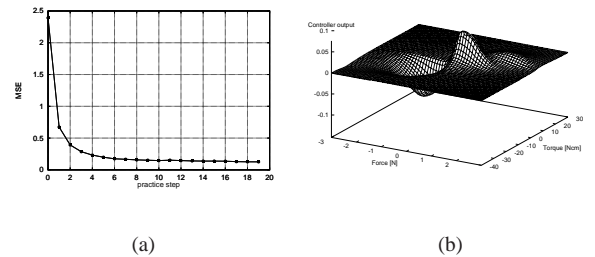 2.5
2
1.5
1
0.5
0
MSE
0 2 4 6 8 10 12 14 16 18 20
practice step
(a)
Controller output
0.1
0.05
0
-0.05
-0.1
-3 -2 -1 0 1 2
Force [N]
-40 -30 -20 -10 0 10 20 30
Torque [Ncm]
(b)